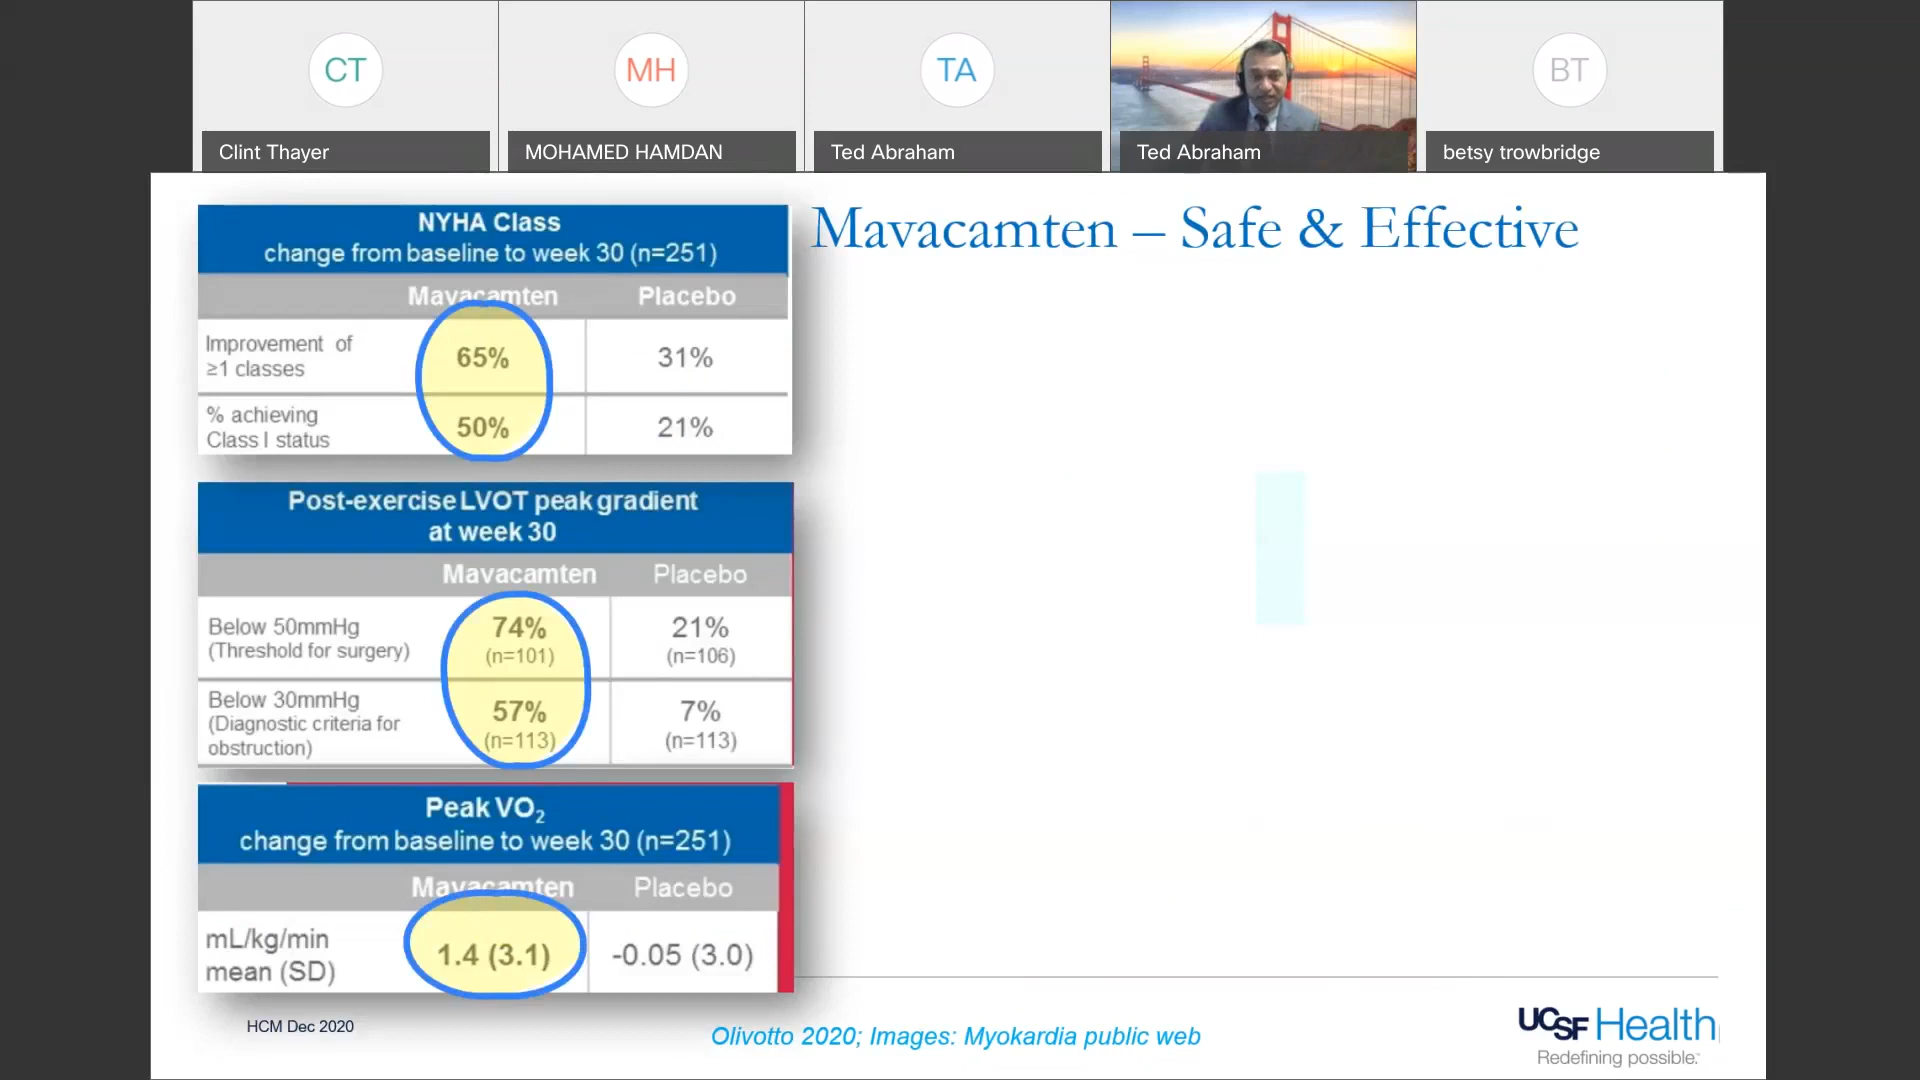 CT
MH
TA
BT
Clint Thayer
MOHAMED HAMDAN
Ted Abraham
Ted Abraham
betsy trowbridge
Mavacamten – Safe & Effective
NYHA Class
change from baseline to week 30 (n=251)
Mavacamten Placebo
Improvement of
≥1 classes
65% 31%
% achieving
Class I status
50% 21%
Post-exercise LVOT peak gradient
at week 30
Mavacamten Placebo
Below 50mmHg
(Threshold for surgery)
74% 21%
(n=101) (n=106)
Below 30mmHg
(Diagnostic criteria for
obstruction)
57% 7%
(n=113) (n=113)
Peak VO₂
change from baseline to week 30 (n=251)
Mavacamten Placebo
mL/kg/min
mean (SD)
1.4 (3.1) -0.05 (3.0)
HCM Dec 2020
Olivotto 2020; Images: Myokardia public web
UCSF Health
Redefining possible.